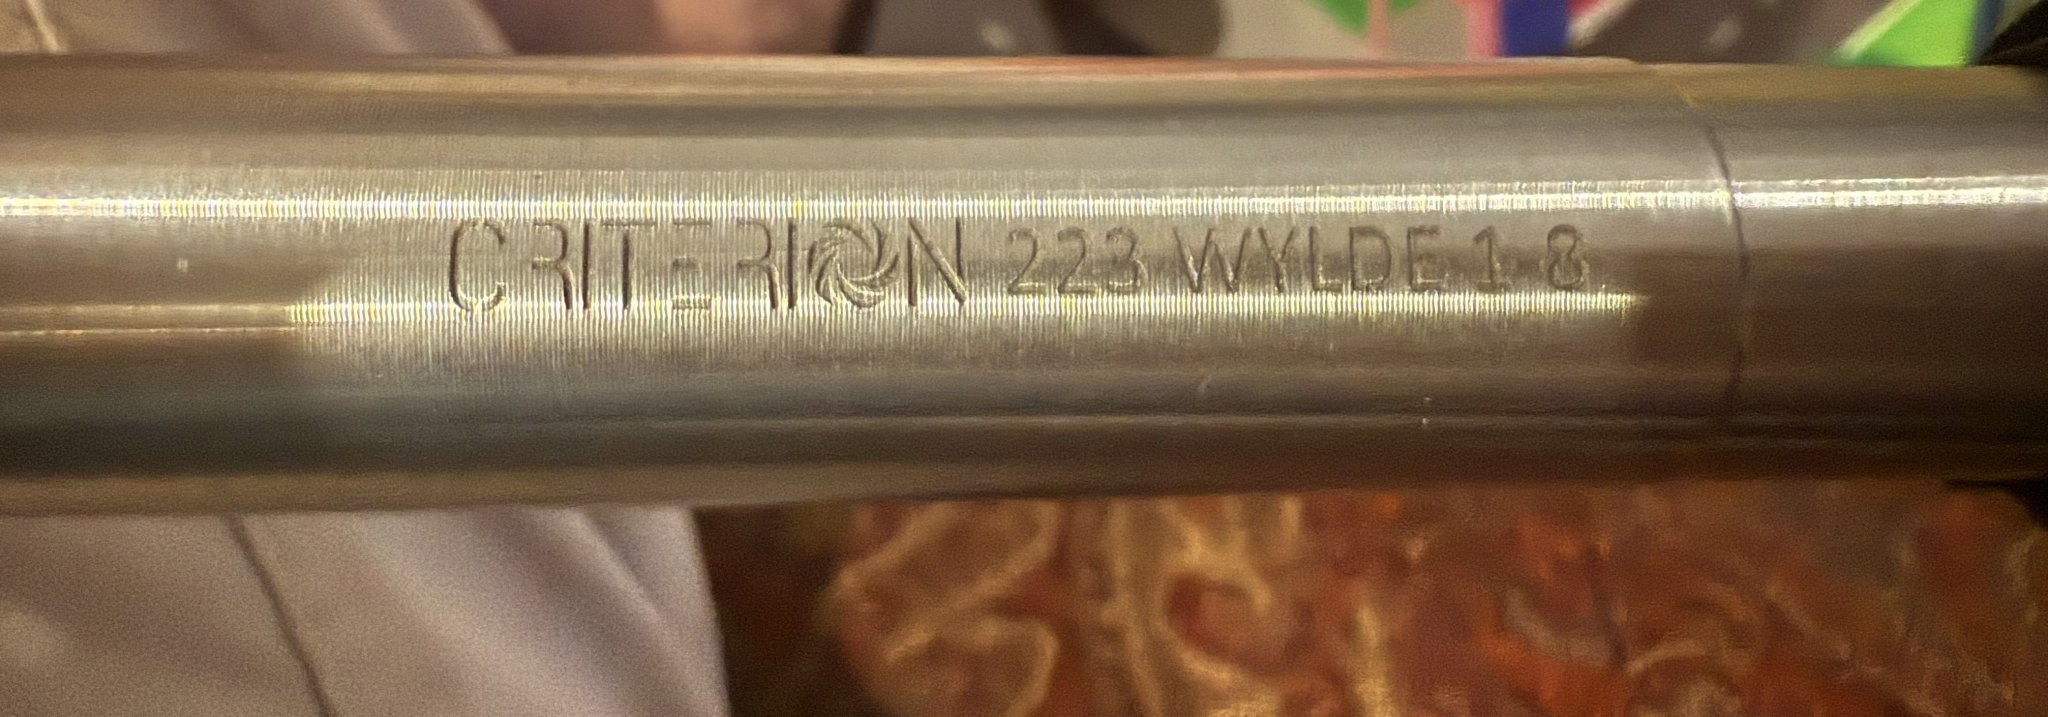 CRITERION 223 WYLDE 1-8